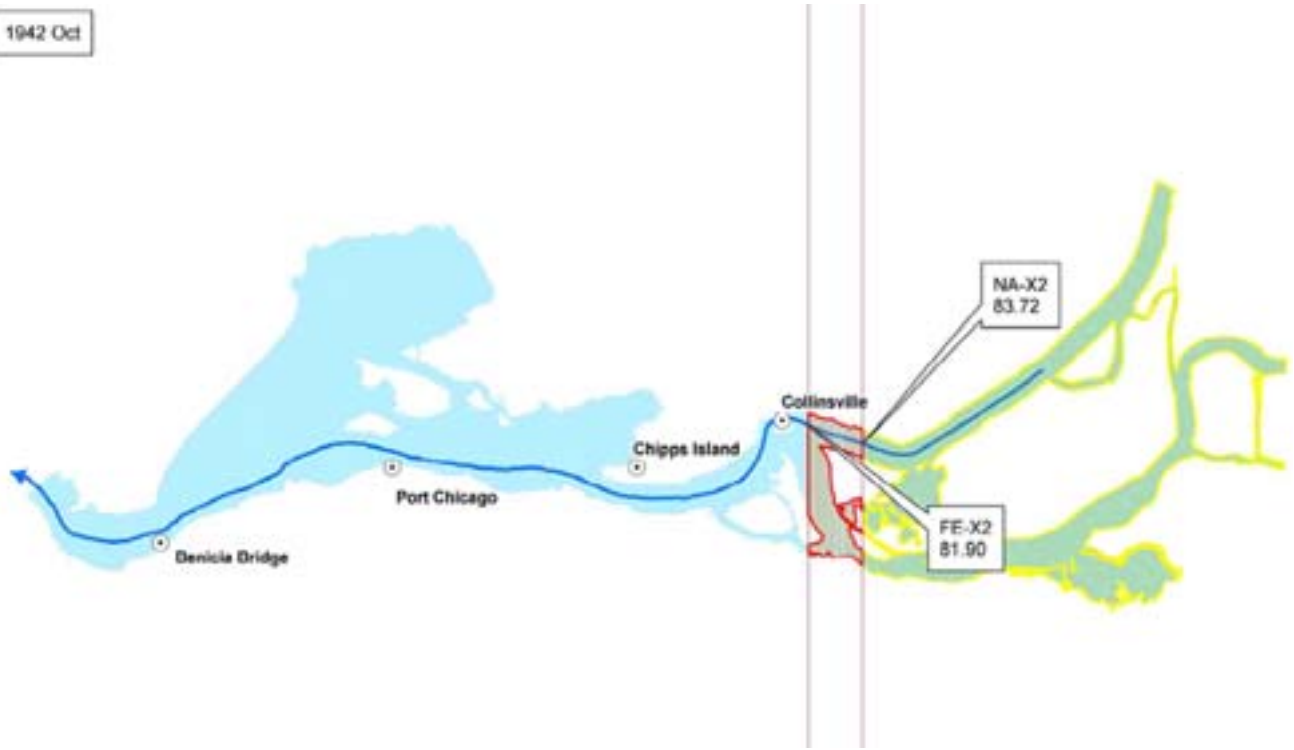 1942 Oct
NA-X2
83.72
Collinsville
Chipps Island
Port Chicago
FE-X2
81.90
Benicia Bridge